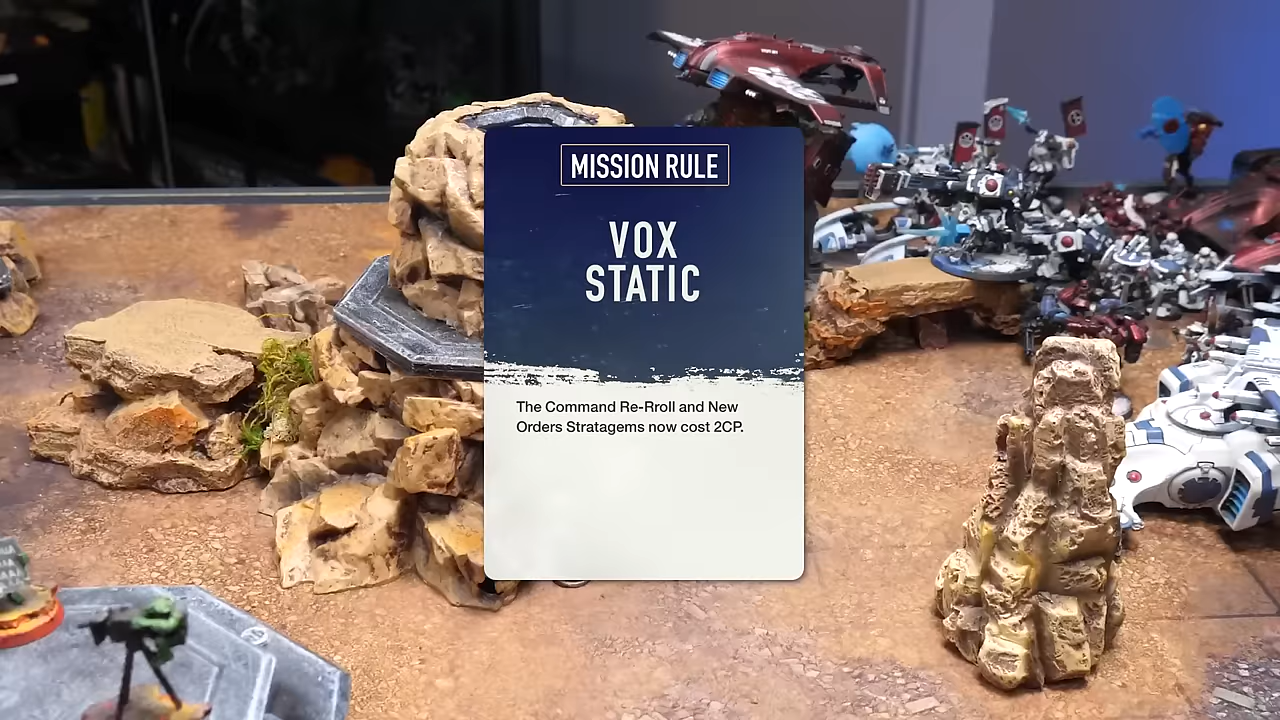 MISSION RULE
VOX
STATIC
The Command Re-Rroll and New
Orders Stratagems now cost 2CP.